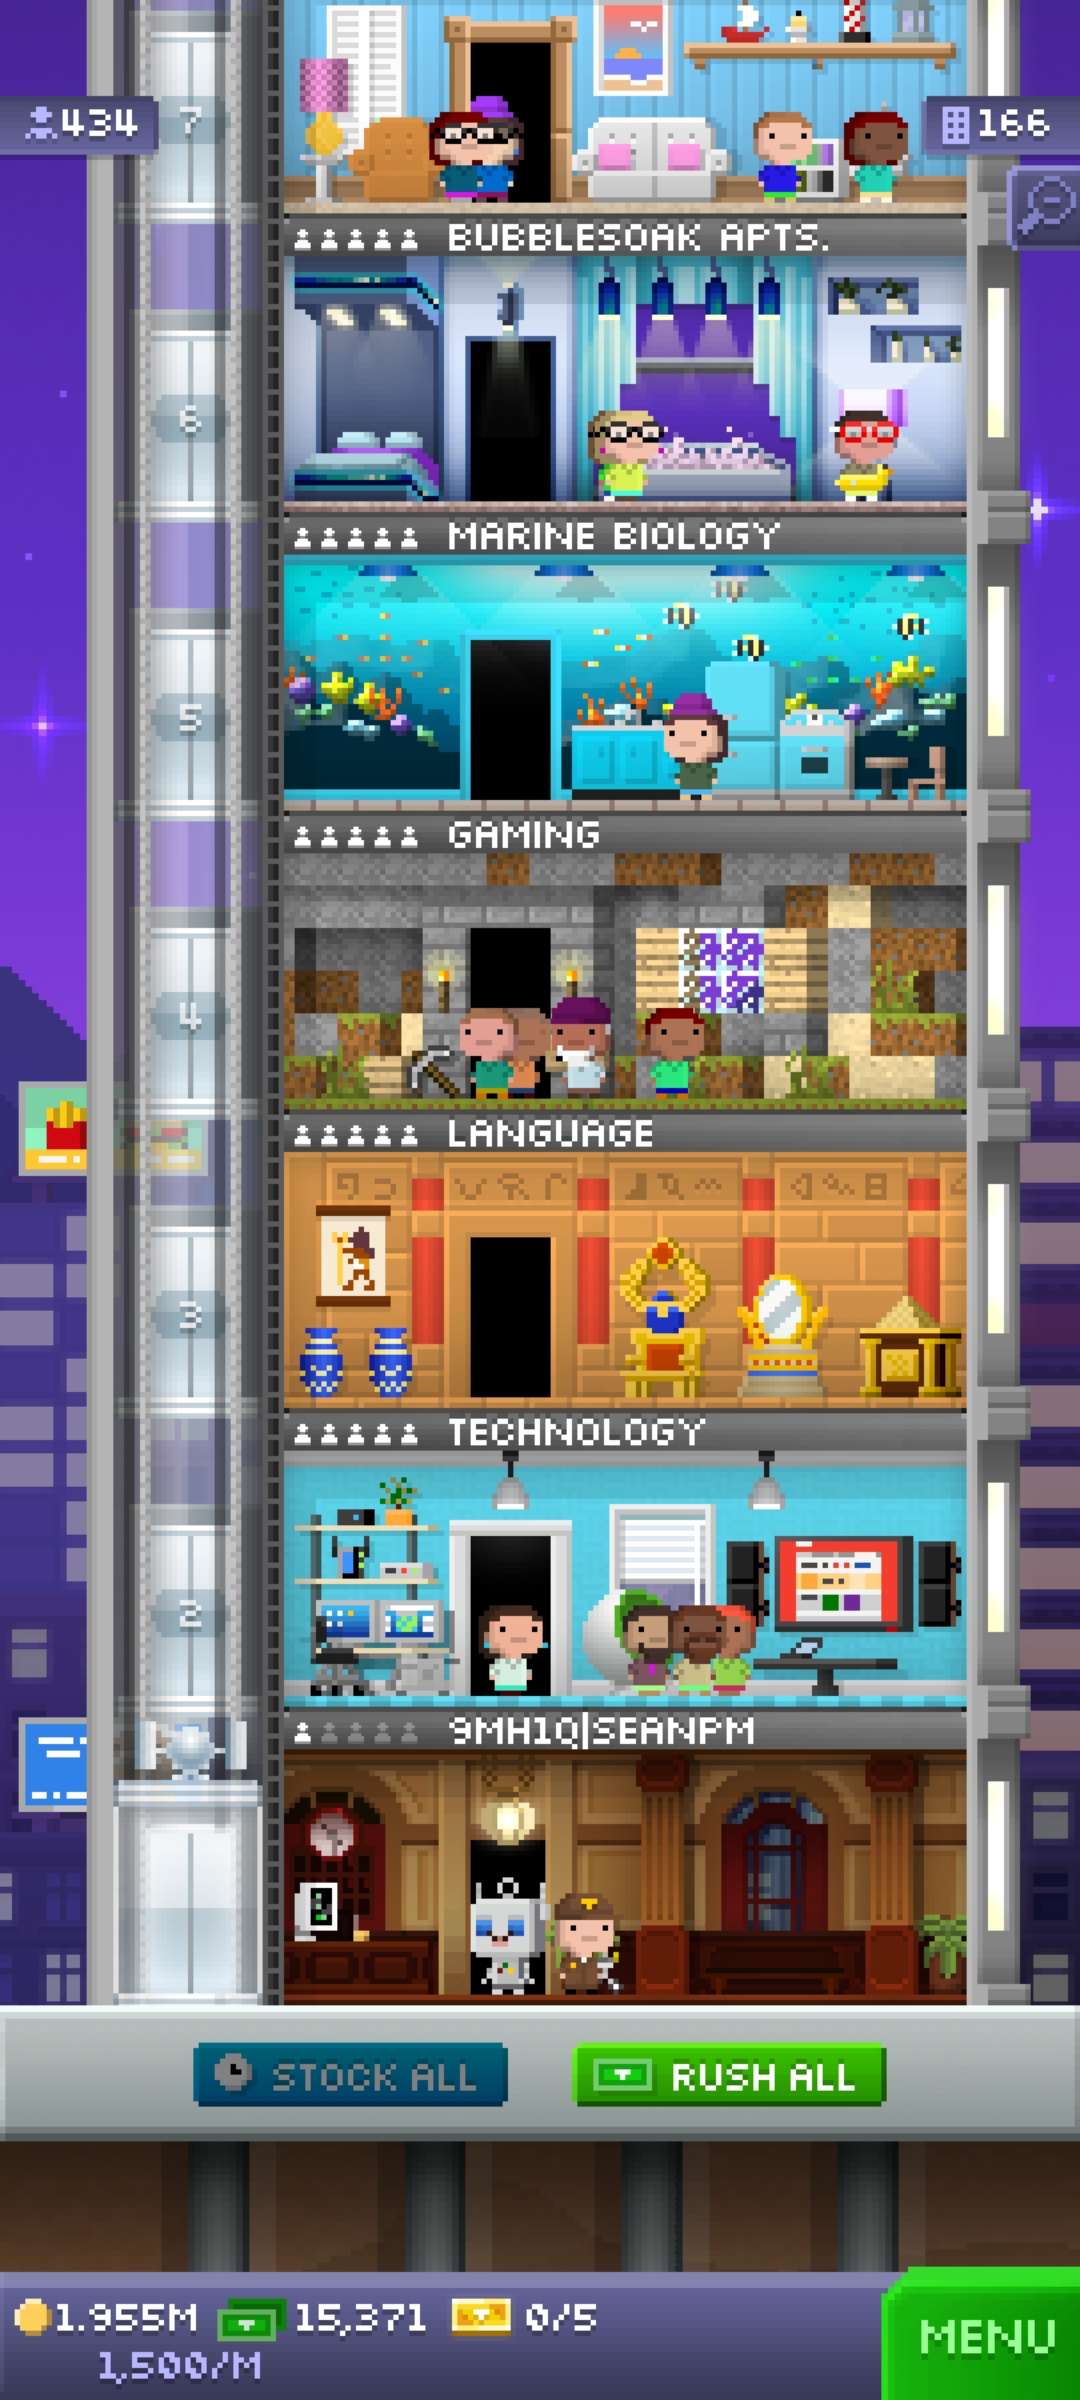 434
7
166
BUBBLESOAK APTS.
6
MARINE BIOLOGY
5
GAMING
4
LANGUAGE
3
TECHNOLOGY
2
9MH1Q|SEANPM
STOCK ALL
RUSH ALL
1.955M
15,371
0/5
1,500/M
MENU